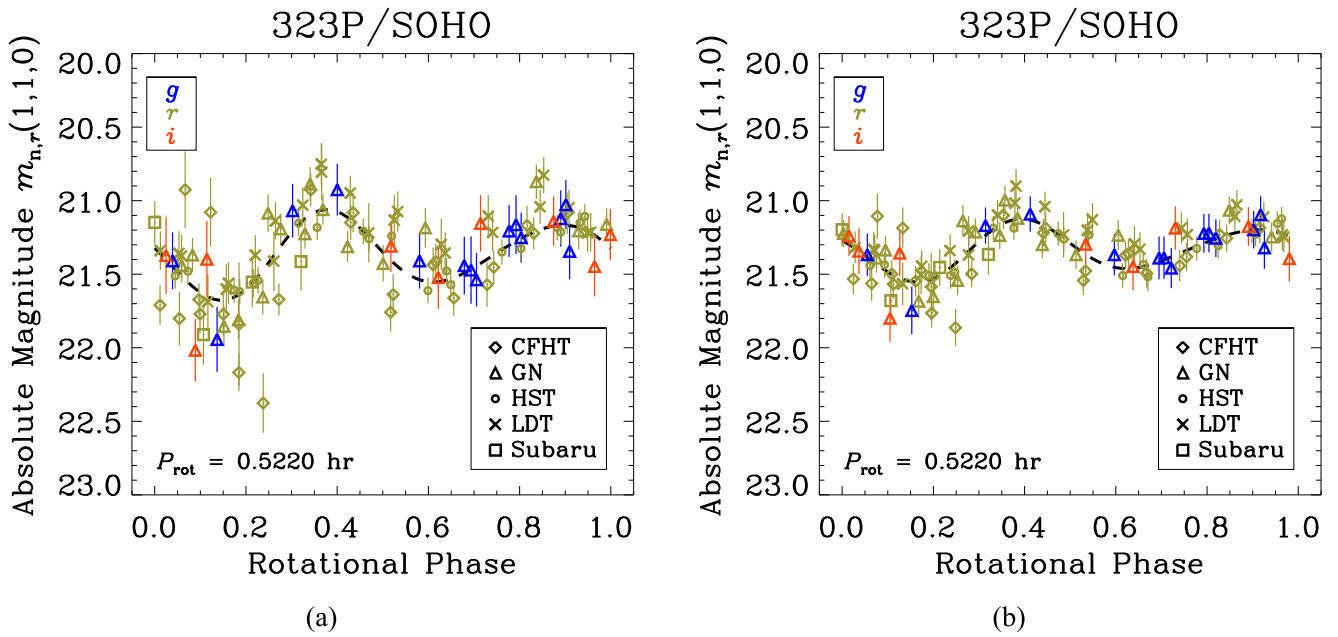 323P/SOHO
Absolute Magnitude mn,r(1,1,0)
20.0
20.5
21.0
21.5
22.0
22.5
23.0
g
r
i
CFHT
GN
HST
LDT
Subaru
Prot = 0.5220 hr
0.0 0.2 0.4 0.6 0.8 1.0
Rotational Phase
(a)
323P/SOHO
Absolute Magnitude mn,r(1,1,0)
20.0
20.5
21.0
21.5
22.0
22.5
23.0
g
r
i
CFHT
GN
HST
LDT
Subaru
Prot = 0.5220 hr
0.0 0.2 0.4 0.6 0.8 1.0
Rotational Phase
(b)